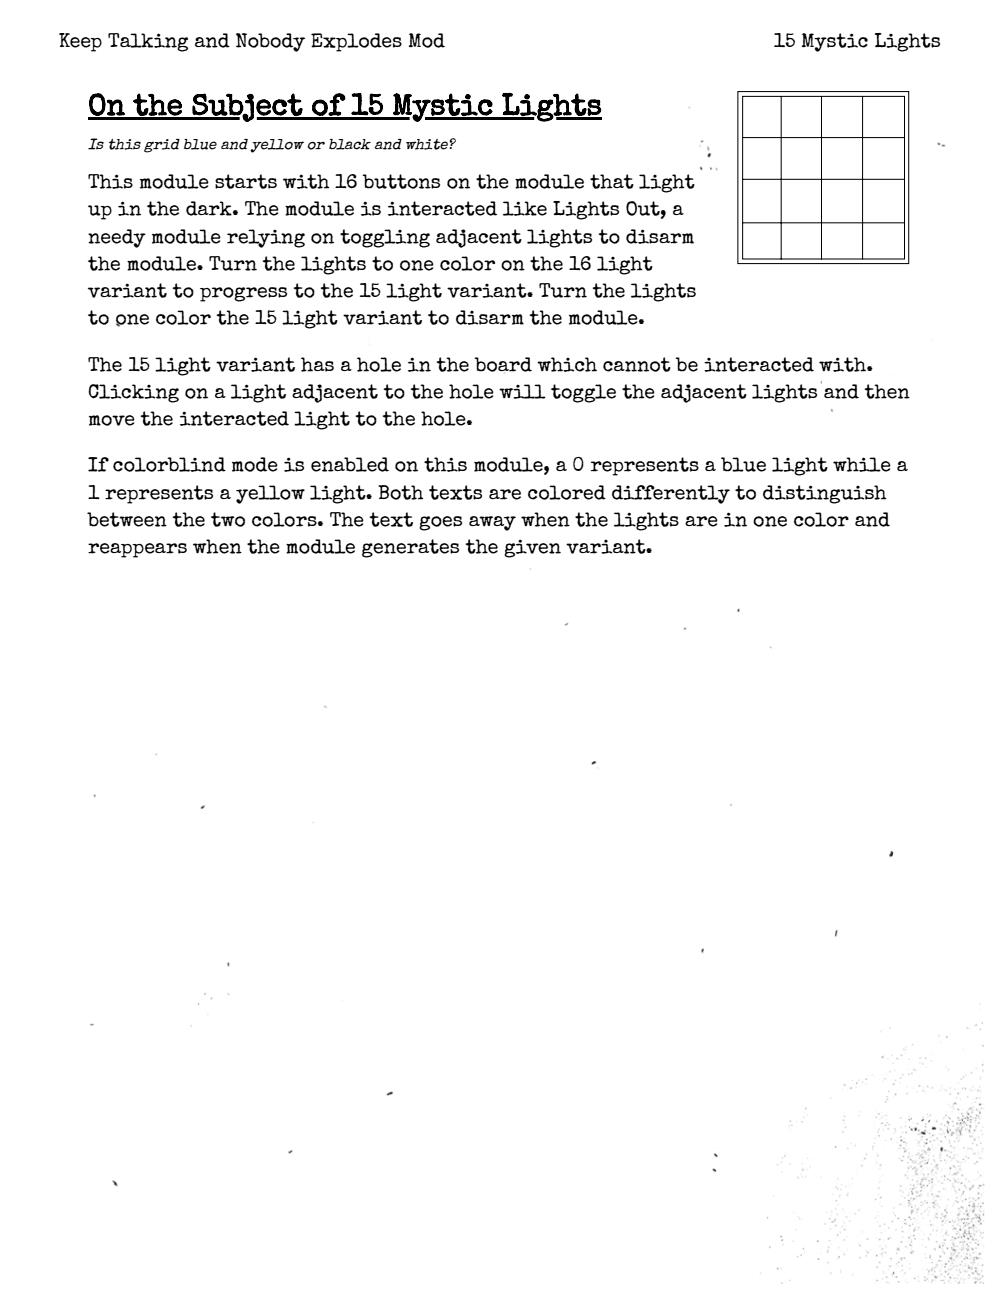 Keep Talking and Nobody Explodes Mod
15 Mystic Lights
On the Subject of 15 Mystic Lights
Is this grid blue and yellow or black and white?
This module starts with 16 buttons on the module that light
up in the dark. The module is interacted like Lights Out, a
needy module relying on toggling adjacent lights to disarm
the module. Turn the lights to one color on the 16 light
variant to progress to the 15 light variant. Turn the lights
to one color the 15 light variant to disarm the module.
The 15 light variant has a hole in the board which cannot be interacted with.
Clicking on a light adjacent to the hole will toggle the adjacent lights and then
move the interacted light to the hole.
If colorblind mode is enabled on this module, a 0 represents a blue light while a
1 represents a yellow light. Both texts are colored differently to distinguish
between the two colors. The text goes away when the lights are in one color and
reappears when the module generates the given variant.